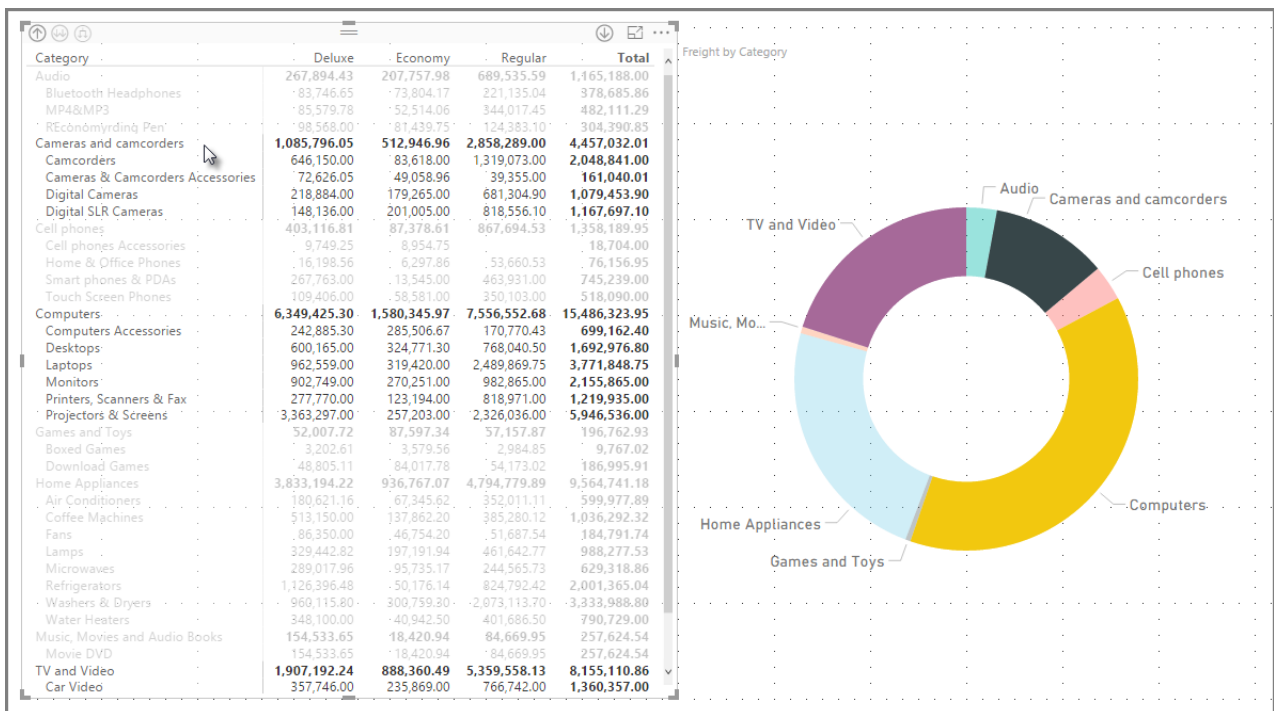 Category Deluxe Economy Regular Total
Audio 267,894.43 207,757.98 689,535.59 1,165,188.00
Bluetooth Headphones 83,746.65 73,804.17 221,135.04 378,685.86
MP4&MP3 85,579.78 52,514.06 344,017.45 482,111.29
Pen 98,568.00 81,439.75 124,383.10 304,390.85
Cameras and camcorders 1,085,796.05 512,946.96 2,858,289.00 4,457,032.01
Camcorders 646,150.00 83,618.00 1,319,073.00 2,048,841.00
Cameras & Camcorders Accessories 72,626.05 49,058.96 39,355.00 161,040.01
Digital Cameras 218,884.00 179,265.00 681,304.90 1,079,453.90
Digital SLR Cameras 148,136.00 201,005.00 818,556.10 1,167,697.10
Cell phones 403,116.81 87,378.61 867,694.53 1,358,189.95
Cell phones Accessories 9,749.25 8,954.75 18,704.00
Home & Office Phones 16,198.56 6,297.86 53,660.53 76,156.95
Smart phones & PDAs 267,763.00 13,545.00 463,931.00 745,239.00
Touch Screen Phones 109,406.00 58,581.00 350,103.00 518,090.00
Computers 6,349,425.30 1,580,345.97 7,556,552.68 15,486,323.95
Computers Accessories 242,885.30 285,506.67 170,770.43 699,162.40
Desktops 600,165.00 324,771.30 768,040.50 1,692,976.80
Laptops 962,559.00 319,420.00 2,489,869.75 3,771,848.75
Monitors 902,749.00 270,251.00 982,865.00 2,155,865.00
Printers, Scanners & Fax 277,770.00 123,194.00 818,971.00 1,219,935.00
Projectors & Screens 3,363,297.00 257,203.00 2,326,036.00 5,946,536.00
Games and Toys 52,007.72 87,597.34 57,157.87 196,762.93
Boxed Games 3,202.61 3,579.56 2,984.85 9,767.02
Download Games 48,805.11 84,017.78 54,173.02 186,995.91
Home Appliances 3,833,194.22 936,767.07 4,794,779.89 9,564,741.18
Air Conditioners 180,621.16 67,345.62 352,011.11 599,977.89
Coffee Machines 513,150.00 137,862.20 385,280.12 1,036,292.32
Fans 86,350.00 46,754.20 51,687.54 184,791.74
Lamps 329,442.82 197,191.94 461,642.77 988,277.53
Microwaves 289,017.96 95,735.17 244,565.73 629,318.86
Refrigerators 1,126,396.48 50,176.14 824,792.42 2,001,365.04
Washers & Dryers 960,115.80 300,759.30 2,073,113.70 3,333,988.80
Water Heaters 348,100.00 40,942.50 401,686.50 790,729.00
Music, Movies and Audio Books 154,533.65 18,420.94 84,669.95 257,624.54
Movie DVD 154,533.65 18,420.94 84,669.95 257,624.54
TV and Video 1,907,192.24 888,360.49 5,359,558.13 8,155,110.86
Car Video 357,746.00 235,869.00 766,742.00 1,360,357.00
Freight by Category
Audio
Cameras and camcorders
TV and Video
Cell phones
Music, Mo...
Computers
Home Appliances
Games and Toys